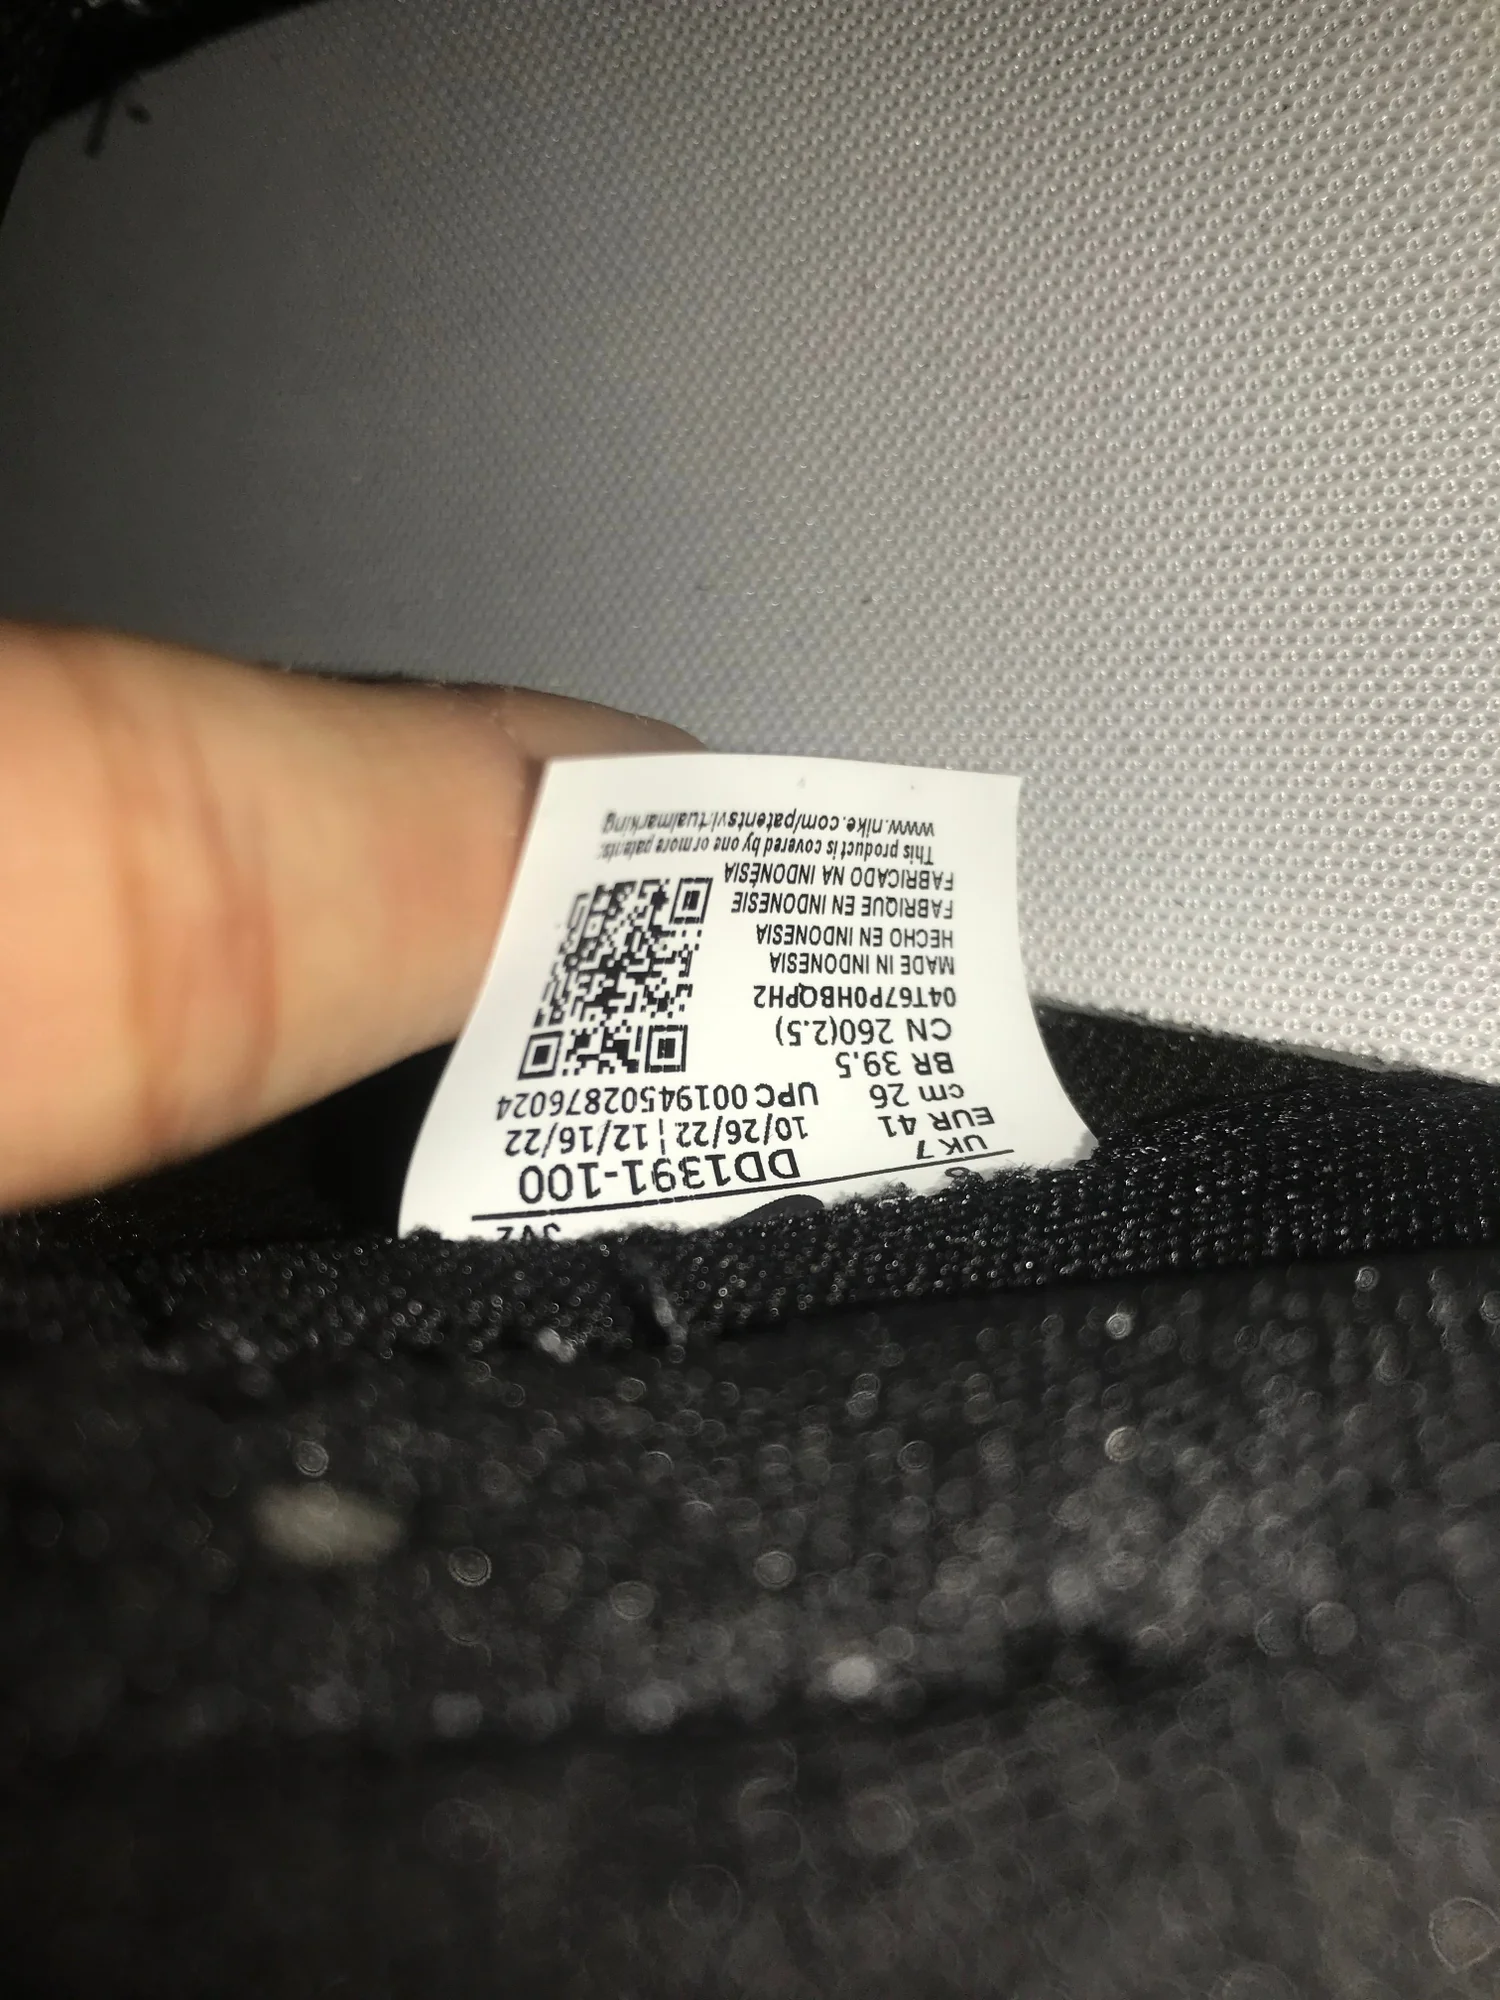 UK 7 DD1391-100
EUR 41 10/26/22 ¦ 12/16/22
cm 26 UPC 00194502876024
BR 39.5
CN 260(2.5)
04T67P0HBQPH2
MADE IN INDONESIA
HECHO EN INDONESIA
FABRIQUE EN INDONESIE
FABRICADO NA INDONÉSIA
This product is covered by one or more patents:
www.nike.com/patentsvirtualmarking